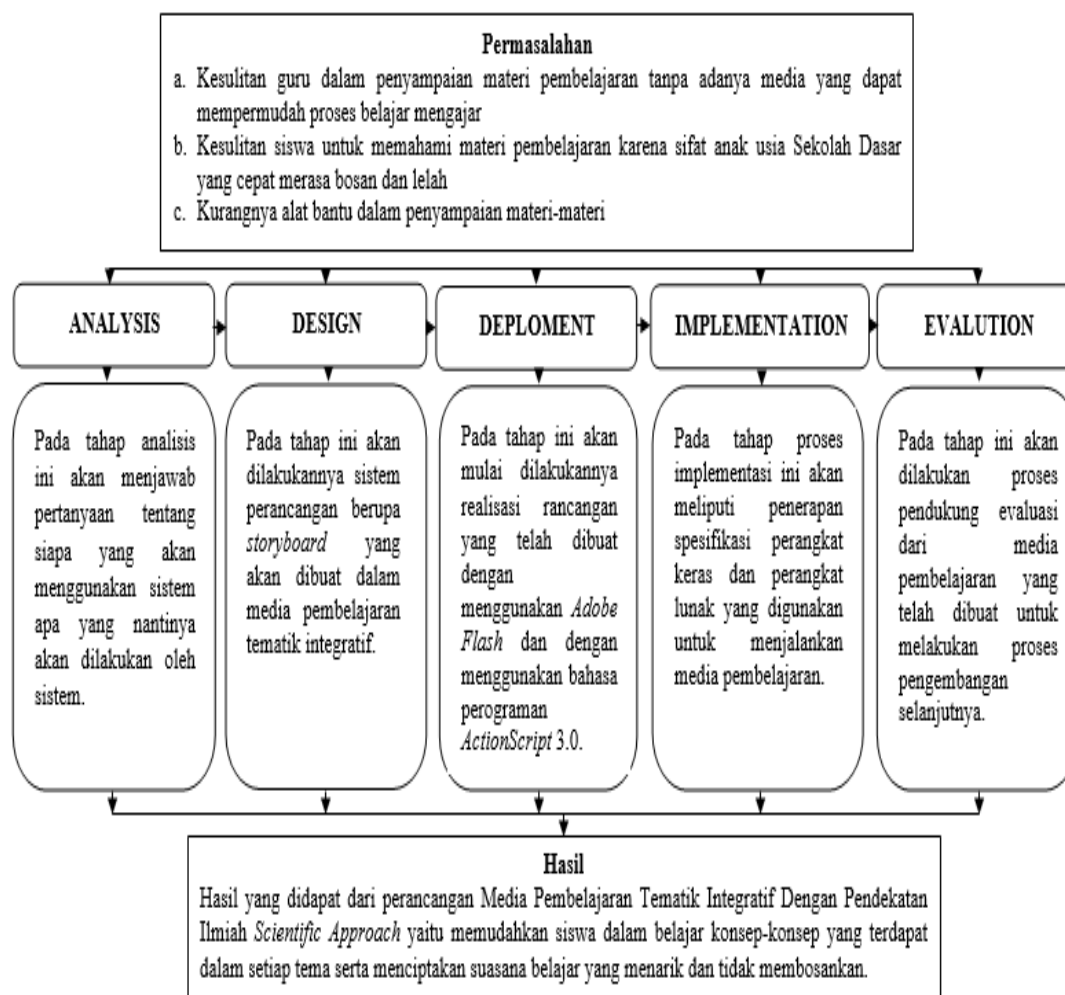 Permasalahan
a. Kesulitan guru dalam penyampaian materi pembelajaran tanpa adanya media yang dapat
mempermudah proses belajar mengajar
b. Kesulitan siswa untuk memahami materi pembelajaran karena sifat anak usia Sekolah Dasar
yang cepat merasa bosan dan lelah
c. Kurangnya alat bantu dalam penyampaian materi-materi
ANALYSIS
DESIGN
DEPLOMENT
IMPLEMENTATION
EVALUTION
Pada tahap analisis
ini akan menjawab
pertanyaan tentang
siapa yang akan
menggunakan sistem
apa yang nantinya
akan dilakukan oleh
sistem.
Pada tahap ini akan
dilakukannya sistem
perancangan berupa
storyboard yang
akan dibuat dalam
media pembelajaran
tematik integratif.
Pada tahap ini akan
mulai dilakukannya
realisasi rancangan
yang telah dibuat
dengan
menggunakan Adobe
Flash dan dengan
menggunakan bahasa
perograman
ActionScript 3.0.
Pada tahap proses
implementasi ini akan
meliputi penerapan
spesifikasi perangkat
keras dan perangkat
lunak yang digunakan
untuk menjalankan
media pembelajaran.
Pada tahap ini akan
dilakukan proses
pendukung evaluasi
dari media
pembelajaran yang
telah dibuat untuk
melakukan proses
pengembangan
selanjutnya.
Hasil
Hasil yang didapat dari perancangan Media Pembelajaran Tematik Integratif Dengan Pendekatan
Ilmiah Scientific Approach yaitu memudahkan siswa dalam belajar konsep-konsep yang terdapat
dalam setiap tema serta menciptakan suasana belajar yang menarik dan tidak membosankan.